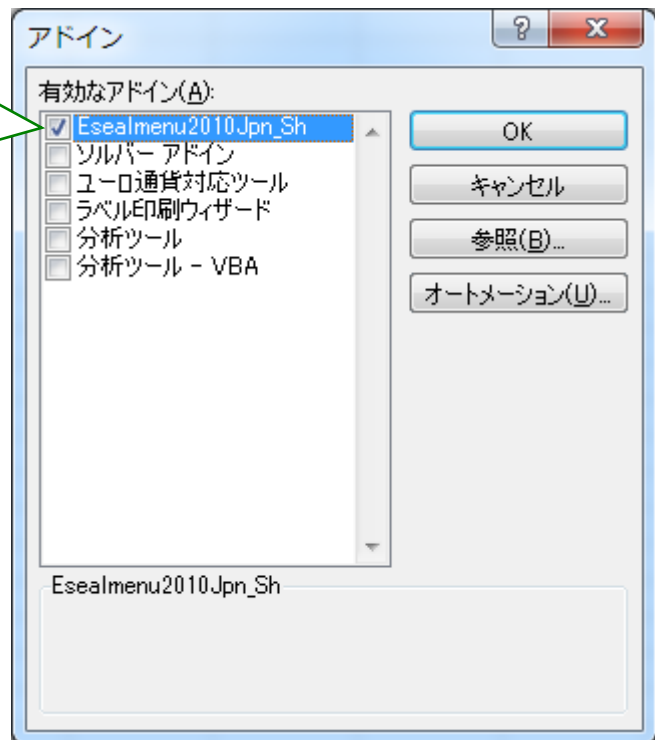 アドイン
有効なアドイン(A):
Esealmenu2010Jpn_Sh
ソルバー アドイン
ユーロ通貨対応ツール
ラベル印刷ウィザード
分析ツール
分析ツール - VBA
OK
キャンセル
参照(B)...
オートメーション(U)...
Esealmenu2010Jpn_Sh